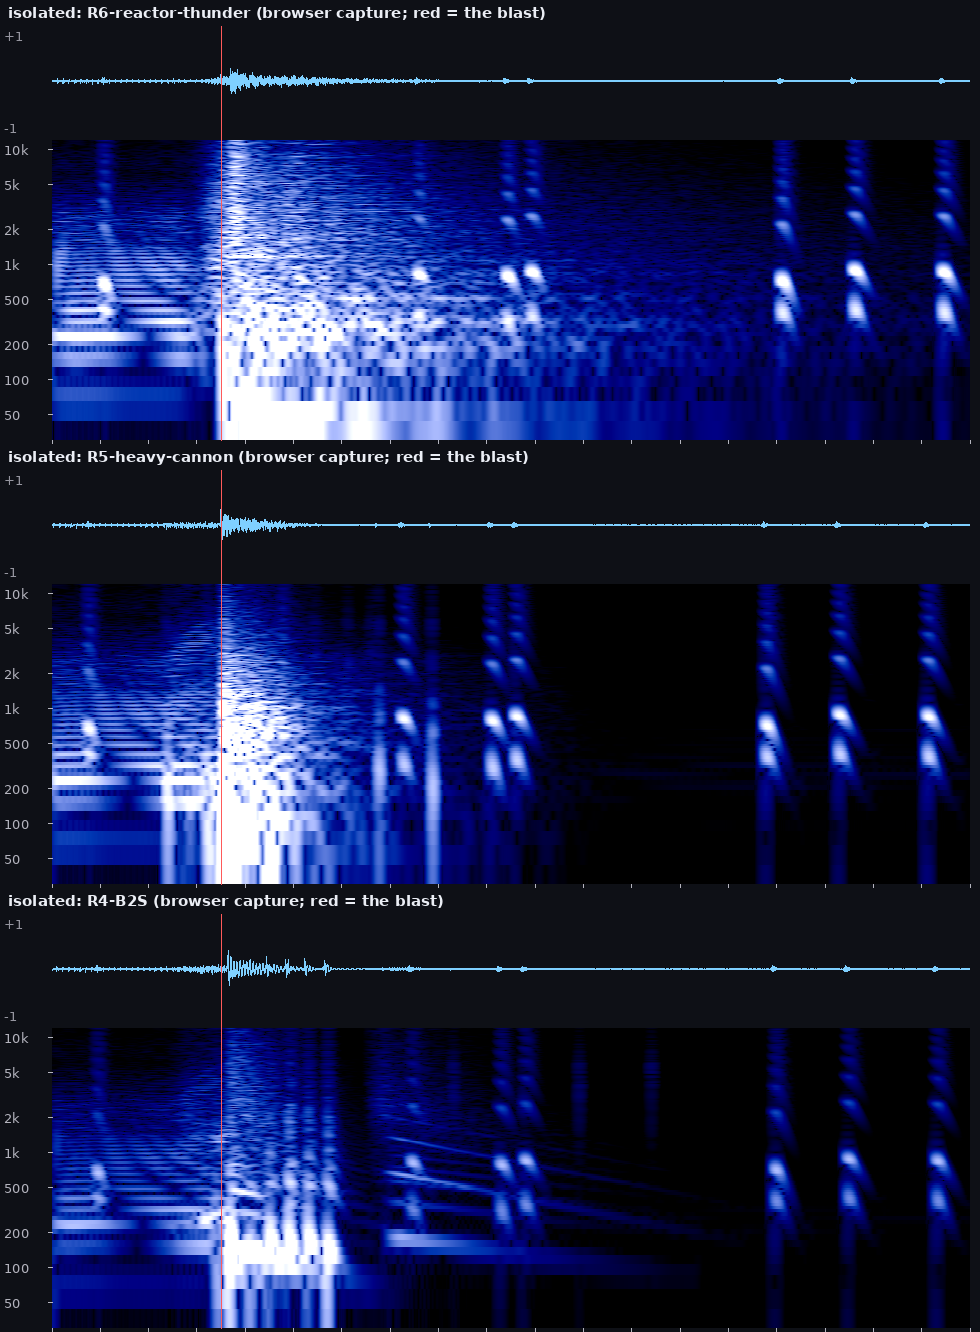 isolated: R6-reactor-thunder (browser capture; red = the blast)
+1
-1
10k
5k
2k
1k
500
200
100
50
isolated: R5-heavy-cannon (browser capture; red = the blast)
+1
-1
10k
5k
2k
1k
500
200
100
50
isolated: R4-B2S (browser capture; red = the blast)
+1
-1
10k
5k
2k
1k
500
200
100
50